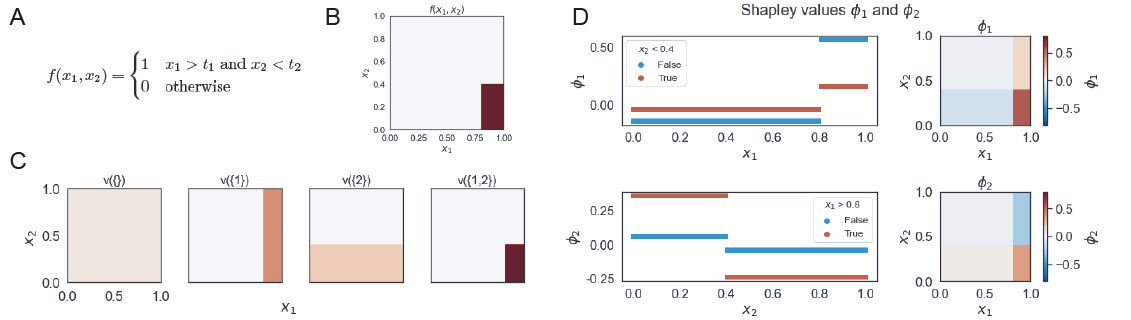 A
f(x₁, x₂) = { 1 x₁ > t₁ and x₂ < t₂
0 otherwise
B
f(x₁, x₂)
1.0
0.8
0.6
0.4
0.2
0.0
x₂
0.00 0.25 0.50 0.75 1.00
x₁
C
v({}) v({1}) v({2}) v({1,2})
1.0
0.5
0.0
x₂
0.0 0.5 1.0
x₁
D
Shapley values ϕ₁ and ϕ₂
0.50
0.00
ϕ₁
x₂ < 0.4
False
True
0.0 0.2 0.4 0.6 0.8 1.0
x₁
ϕ₁
1.0
0.5
0.0
x₂
0.0 0.5 1.0
x₁
0.5
0.0
−0.5
ϕ₁
0.25
0.00
-0.25
ϕ₂
x₁ > 0.8
False
True
0.0 0.2 0.4 0.6 0.8 1.0
x₂
ϕ₂
1.0
0.5
0.0
x₂
0.0 0.5 1.0
x₁
0.5
0.0
−0.5
ϕ₂